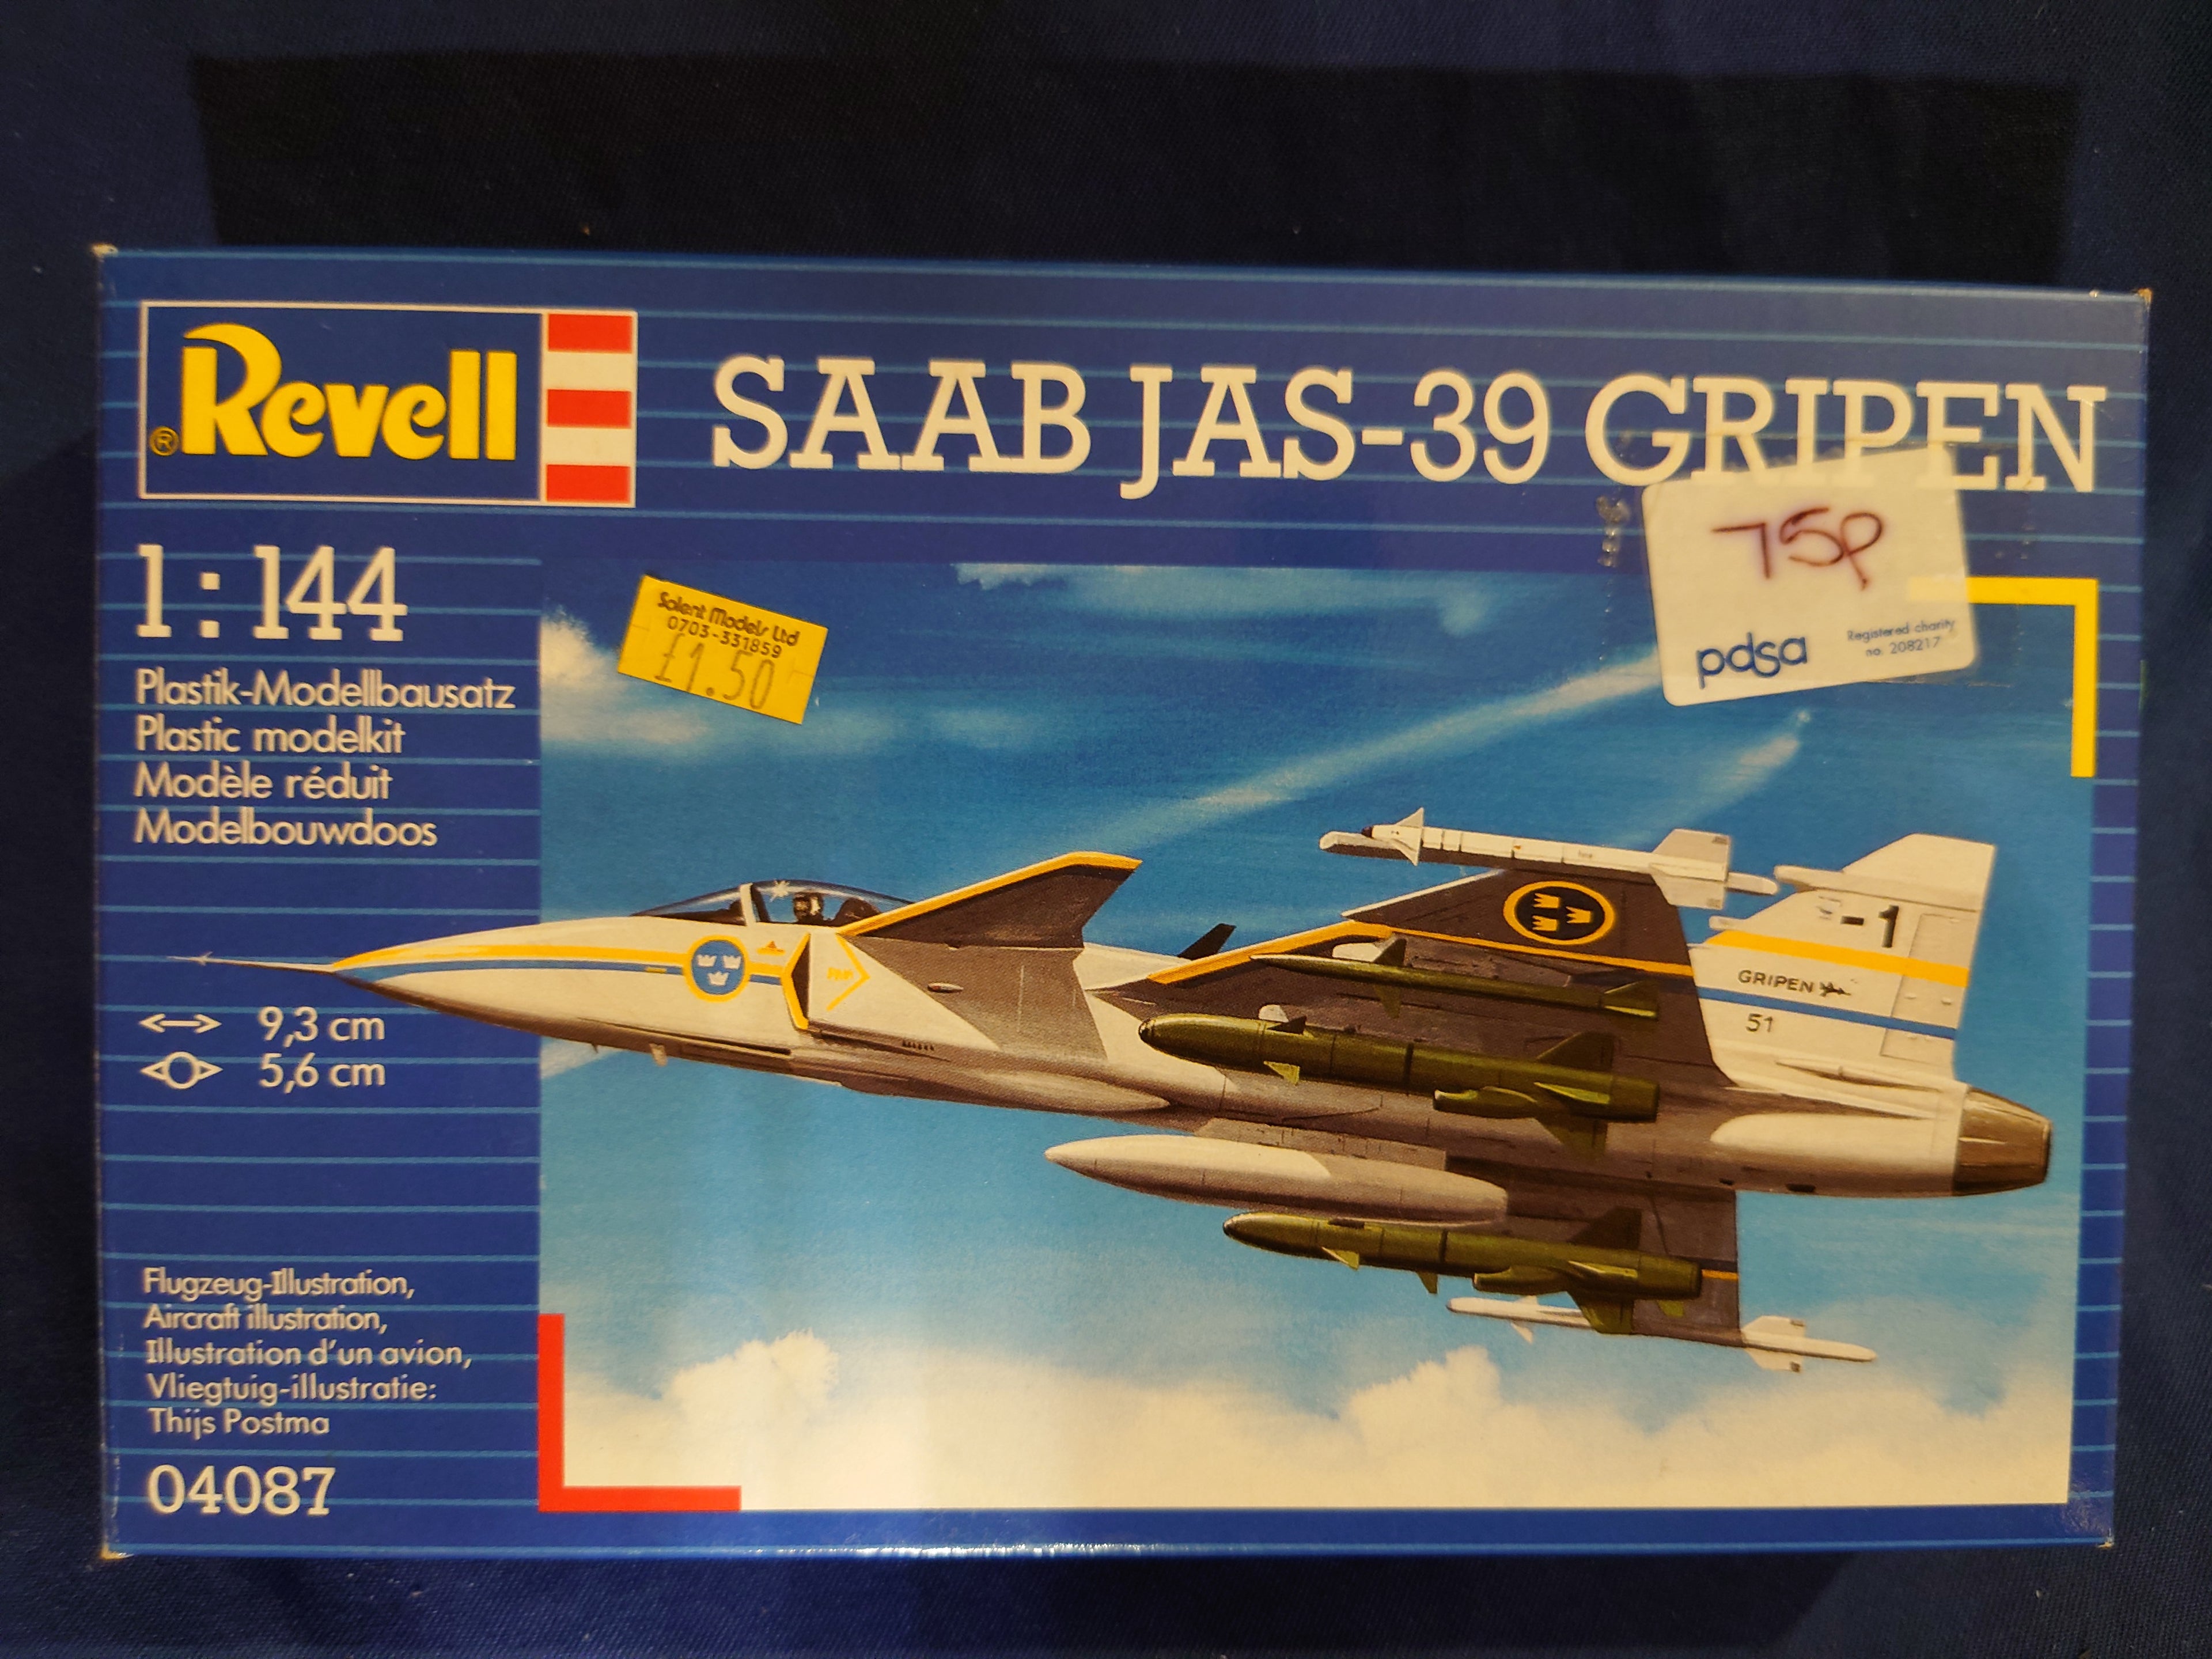 ® Revell
SAAB JAS-39 GRIPEN
1:144
Plastik-Modellbausatz
Plastic modelkit
Modèle réduit
Modelbouwdoos
Solent Models Ltd
0703-331859
£1.50
75p
pdsa
Registered charity
no. 208217
-1
GRIPEN
51
9,3 cm
5,6 cm
Flugzeug-Illustration,
Aircraft illustration,
Illustration d'un avion,
Vliegtuig-illustratie:
Thijs Postma
04087